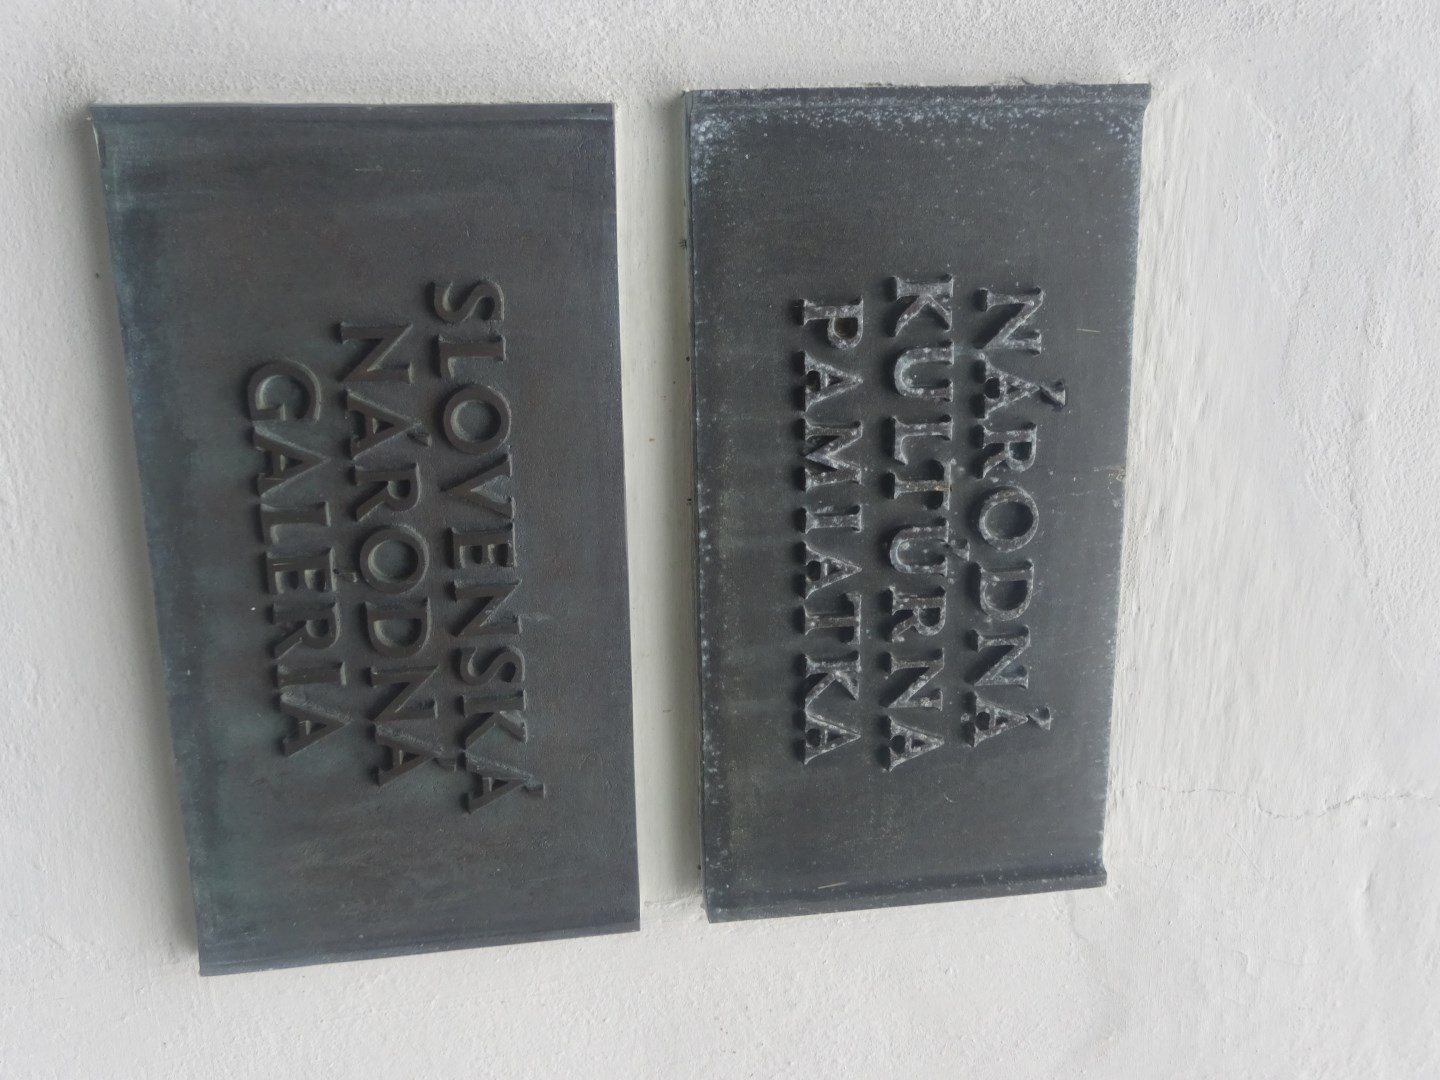 NÁRODNÁ
KULTÚRNA
PAMIATKA
SLOVENSKÁ
NÁRODNÁ
GALÉRIA